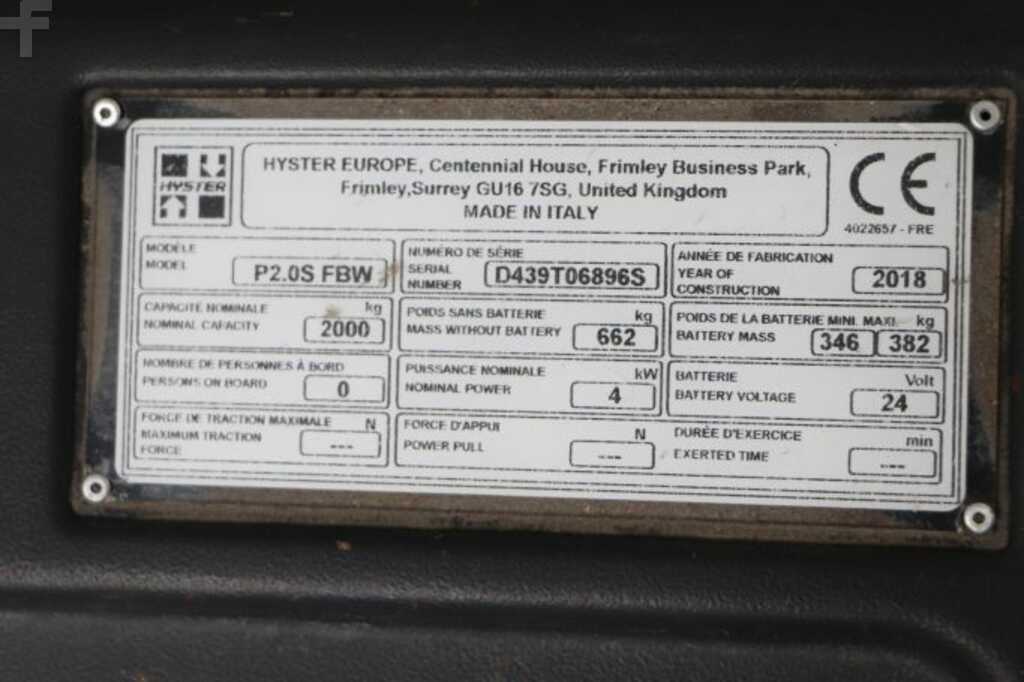 HYSTER
HYSTER EUROPE, Centennial House, Frimley Business Park,
Frimley,Surrey GU16 7SG, United Kingdom
MADE IN ITALY
CE
4022657 - FRE
MODÈLE
MODEL
P2.0S FBW
NUMÉRO DE SÉRIE
SERIAL
NUMBER
D439T06896S
ANNÉE DE FABRICATION
YEAR OF
CONSTRUCTION
2018
CAPACITÉ NOMINALE kg
NOMINAL CAPACITY
2000
POIDS SANS BATTERIE kg
MASS WITHOUT BATTERY
662
POIDS DE LA BATTERIE MINI. MAXI. kg
BATTERY MASS
346 382
NOMBRE DE PERSONNES À BORD
PERSONS ON BOARD
0
PUISSANCE NOMINALE kW
NOMINAL POWER
4
BATTERIE Volt
BATTERY VOLTAGE
24
FORCE DE TRACTION MAXIMALE N
MAXIMUM TRACTION
FORCE
---
FORCE D'APPUI N
POWER PULL
---
DURÉE D'EXERCICE min
EXERTED TIME
---